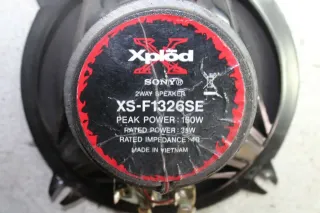 Xplōd
SONY®
2WAY SPEAKER
XS-F1326SE
PEAK POWER: 150W
RATED POWER: 25W
RATED IMPEDANCE: 4Ω
MADE IN VIETNAM